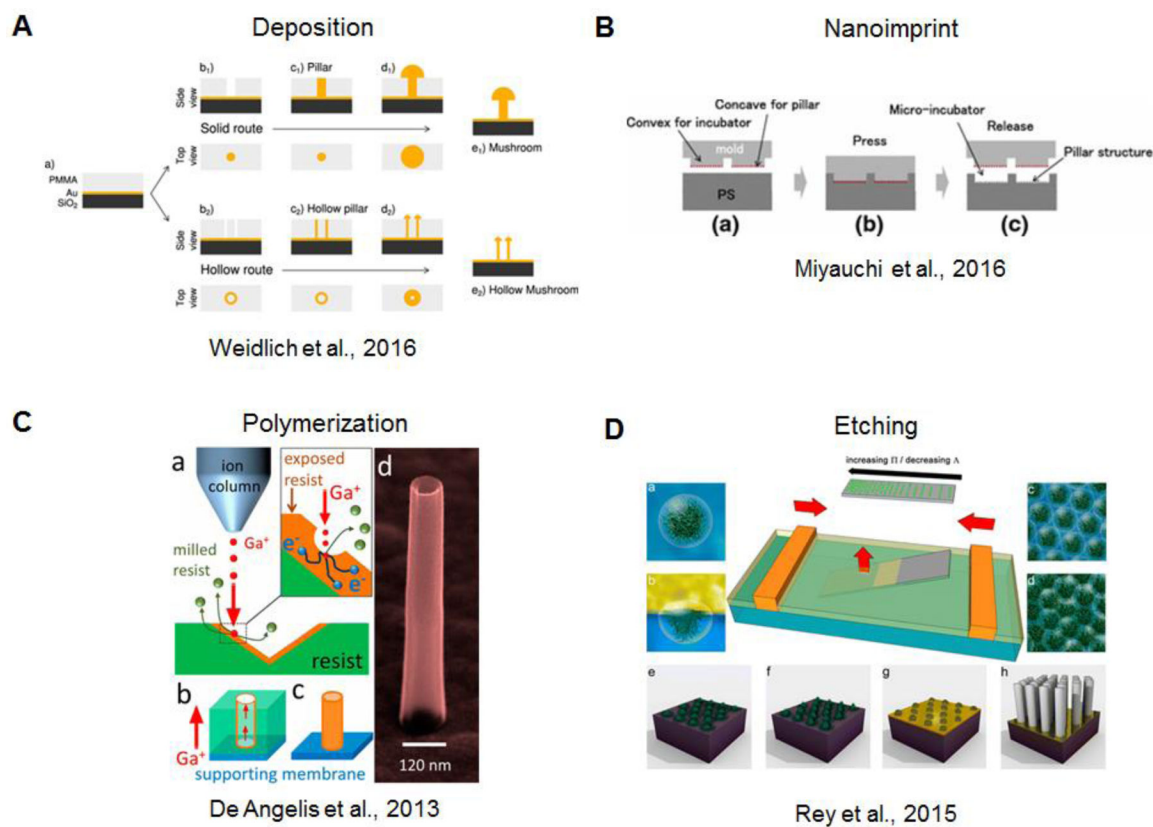 A
Deposition
b₁)
c₁) Pillar
d₁)
Side
view
Solid route
e₁) Mushroom
Top
view
a)
PMMA
Au
SiO₂
b₂)
c₂) Hollow pillar
d₂)
Side
view
Hollow route
e₂) Hollow Mushroom
Top
view
Weidlich et al., 2016
B
Nanoimprint
Concave for pillar
Convex for incubator
mold
PS
(a)
Press
(b)
Micro-incubator
Release
Pillar structure
(c)
Miyauchi et al., 2016
C
Polymerization
a
ion
column
Ga⁺
milled
resist
exposed
resist
Ga⁺
e⁻
e⁻
resist
b
c
Ga⁺
supporting membrane
d
120 nm
De Angelis et al., 2013
D
Etching
increasing Π / decreasing Λ
a
b
c
d
e
f
g
h
Rey et al., 2015